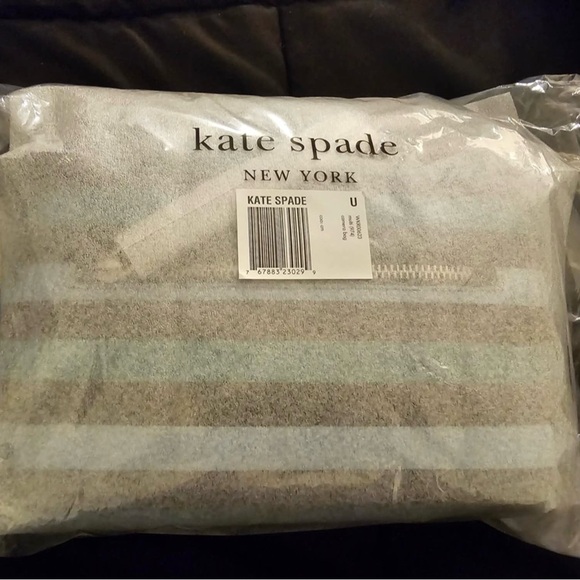 kate spade
NEW YORK
KATE SPADE U
7 67883 23029 9